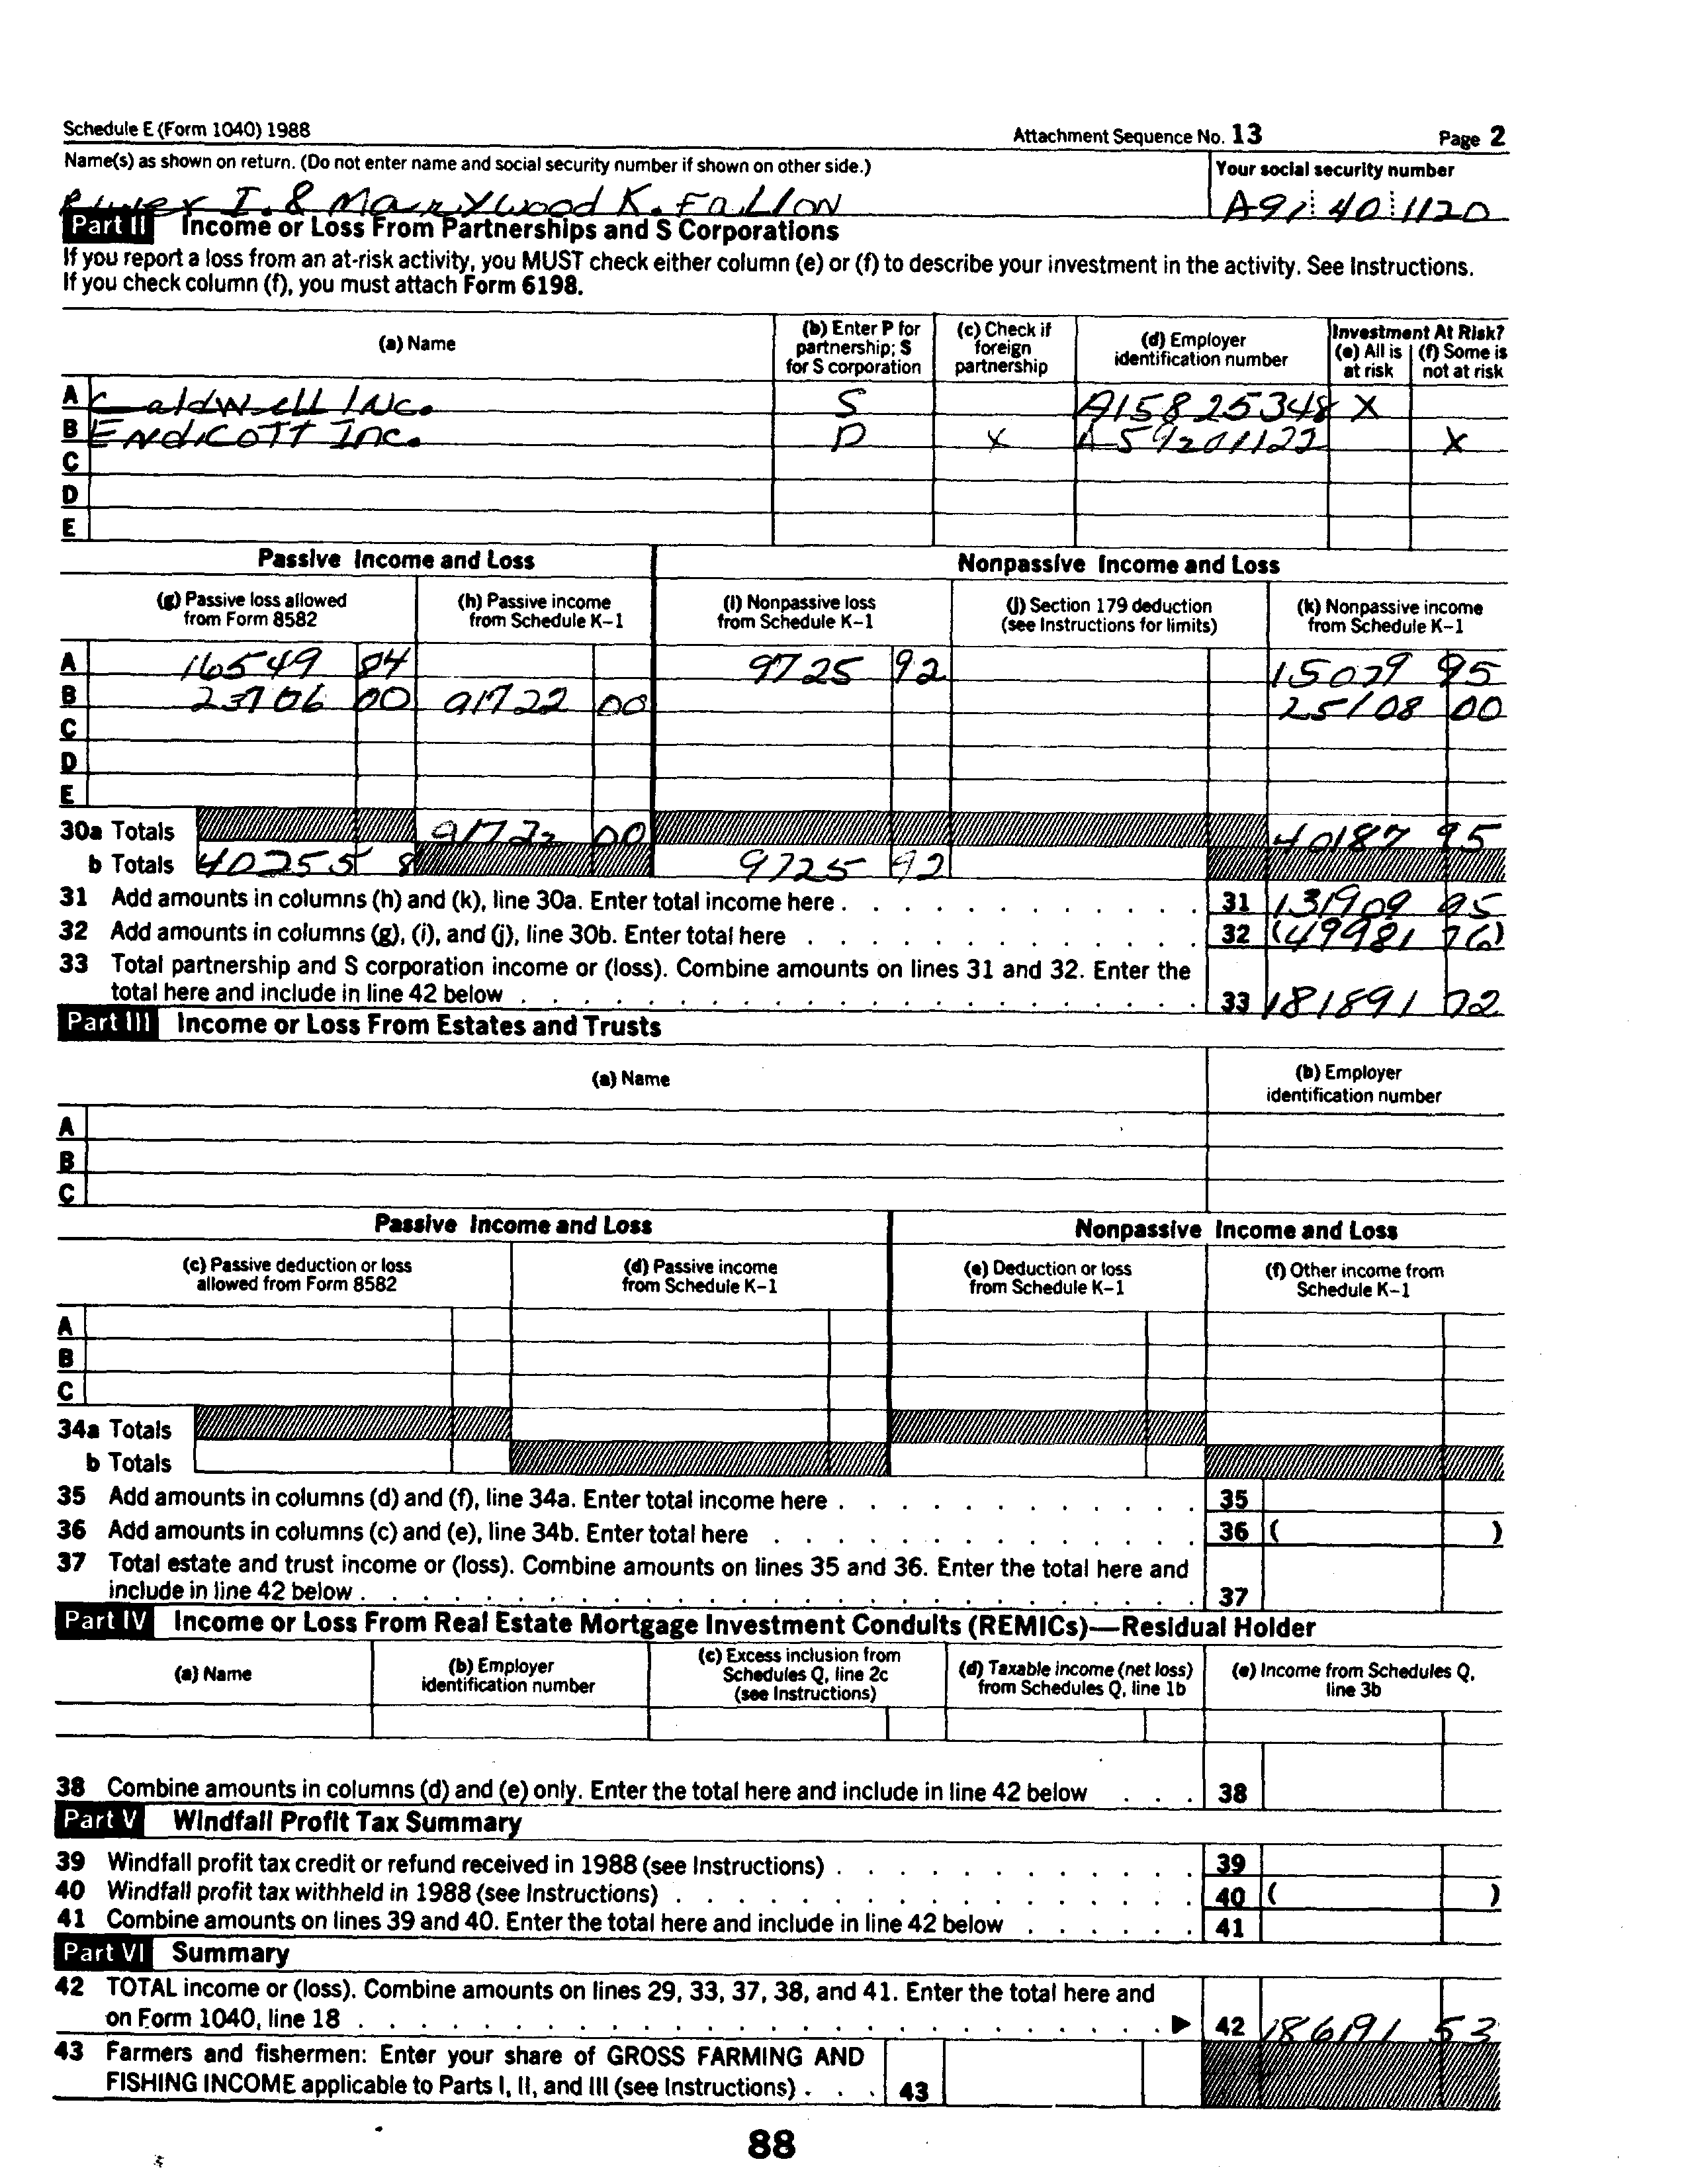 Schedule E (Form 1040) 1988 Attachment Sequence No. 13 Page 2
Name(s) as shown on return. (Do not enter name and social security number if shown on other side.) Your social security number
I. & Marrywood K. Fallon A91 40 1120
Part II Income or Loss From Partnerships and S Corporations
If you report a loss from an at-risk activity, you MUST check either column (e) or (f) to describe your investment in the activity. See Instructions.
If you check column (f), you must attach Form 6198.
(a) Name (b) Enter P for partnership; S for S corporation (c) Check if foreign partnership (d) Employer identification number Investment At Risk? (e) All is at risk (f) Some is not at risk
A Caldwell Inc. S A15825348 X
B Endicott Inc. P X A59201122 X
C
D
E
Passive Income and Loss Nonpassive Income and Loss
(g) Passive loss allowed from Form 8582 (h) Passive income from Schedule K-1 (i) Nonpassive loss from Schedule K-1 (j) Section 179 deduction (see Instructions for limits) (k) Nonpassive income from Schedule K-1
A 16549 84 9725 92 15079 95
B 23706 00 91722 00 25108 00
C
D
E
30a Totals 91722 00 40187 95
b Totals 40255 8 9725 92
31 Add amounts in columns (h) and (k), line 30a. Enter total income here . 31 131909 95
32 Add amounts in columns (g), (i), and (j), line 30b. Enter total here . 32 (49981 76)
33 Total partnership and S corporation income or (loss). Combine amounts on lines 31 and 32. Enter the
total here and include in line 42 below . 33 181891 72
Part III Income or Loss From Estates and Trusts
(a) Name (b) Employer identification number
A
B
C
Passive Income and Loss Nonpassive Income and Loss
(c) Passive deduction or loss allowed from Form 8582 (d) Passive income from Schedule K-1 (e) Deduction or loss from Schedule K-1 (f) Other income from Schedule K-1
A
B
C
34a Totals
b Totals
35 Add amounts in columns (d) and (f), line 34a. Enter total income here . 35
36 Add amounts in columns (c) and (e), line 34b. Enter total here . 36 ( )
37 Total estate and trust income or (loss). Combine amounts on lines 35 and 36. Enter the total here and
include in line 42 below . 37
Part IV Income or Loss From Real Estate Mortgage Investment Conduits (REMICs)—Residual Holder
(a) Name (b) Employer identification number (c) Excess inclusion from Schedules Q, line 2c (see Instructions) (d) Taxable income (net loss) from Schedules Q, line 1b (e) Income from Schedules Q, line 3b
38 Combine amounts in columns (d) and (e) only. Enter the total here and include in line 42 below . . . 38
Part V Windfall Profit Tax Summary
39 Windfall profit tax credit or refund received in 1988 (see Instructions) . 39
40 Windfall profit tax withheld in 1988 (see Instructions) . 40 ( )
41 Combine amounts on lines 39 and 40. Enter the total here and include in line 42 below . 41
Part VI Summary
42 TOTAL income or (loss). Combine amounts on lines 29, 33, 37, 38, and 41. Enter the total here and
on Form 1040, line 18 . ▶ 42 186191 53
43 Farmers and fishermen: Enter your share of GROSS FARMING AND
FISHING INCOME applicable to Parts I, II, and III (see Instructions) . . . 43
88